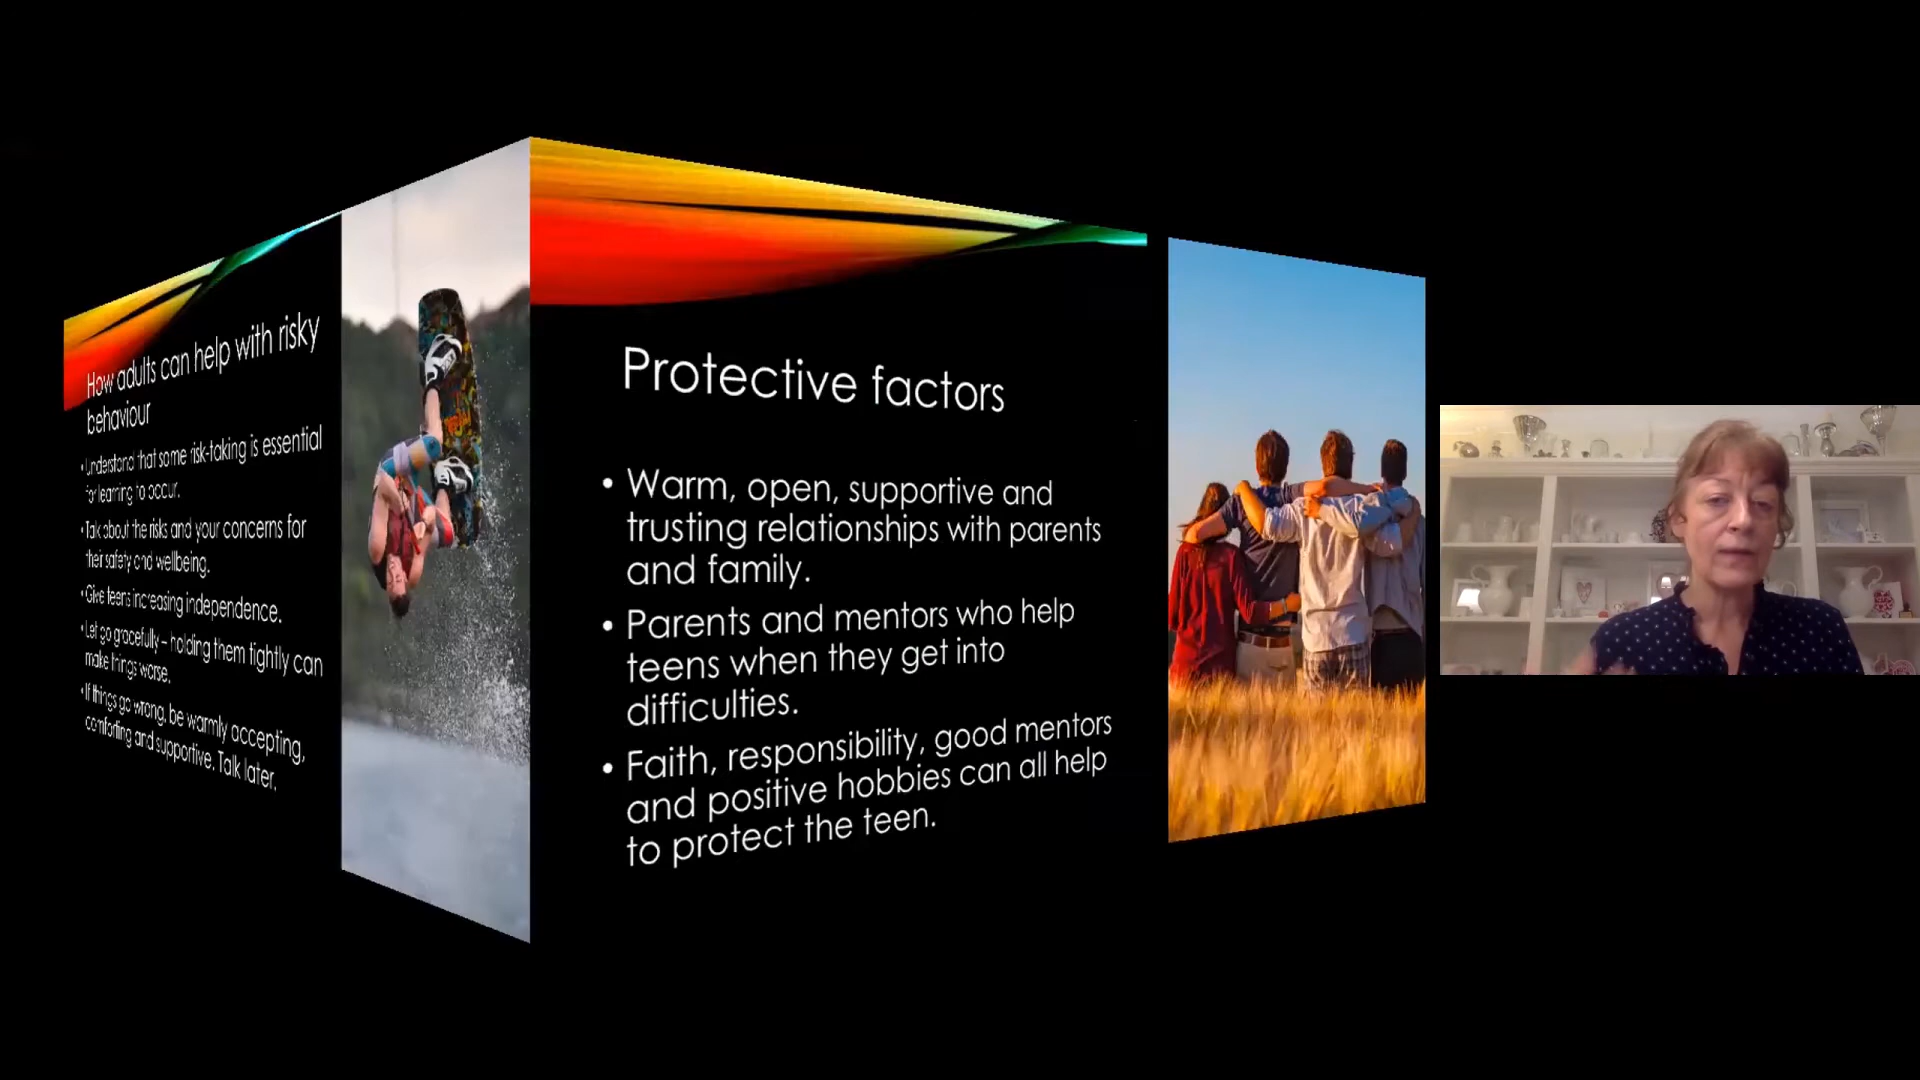 How adults can help with risky
behaviour
• Understand that some risk-taking is essential
for learning to occur.
• Talk about the risks and your concerns for
their safety and wellbeing.
• Give teens increasing independence.
• Let go gracefully – holding them tightly can
make things worse.
• If things go wrong, be warmly accepting,
comforting and supportive. Talk later.
Protective factors
• Warm, open, supportive and
trusting relationships with parents
and family.
• Parents and mentors who help
teens when they get into
difficulties.
• Faith, responsibility, good mentors
and positive hobbies can all help
to protect the teen.